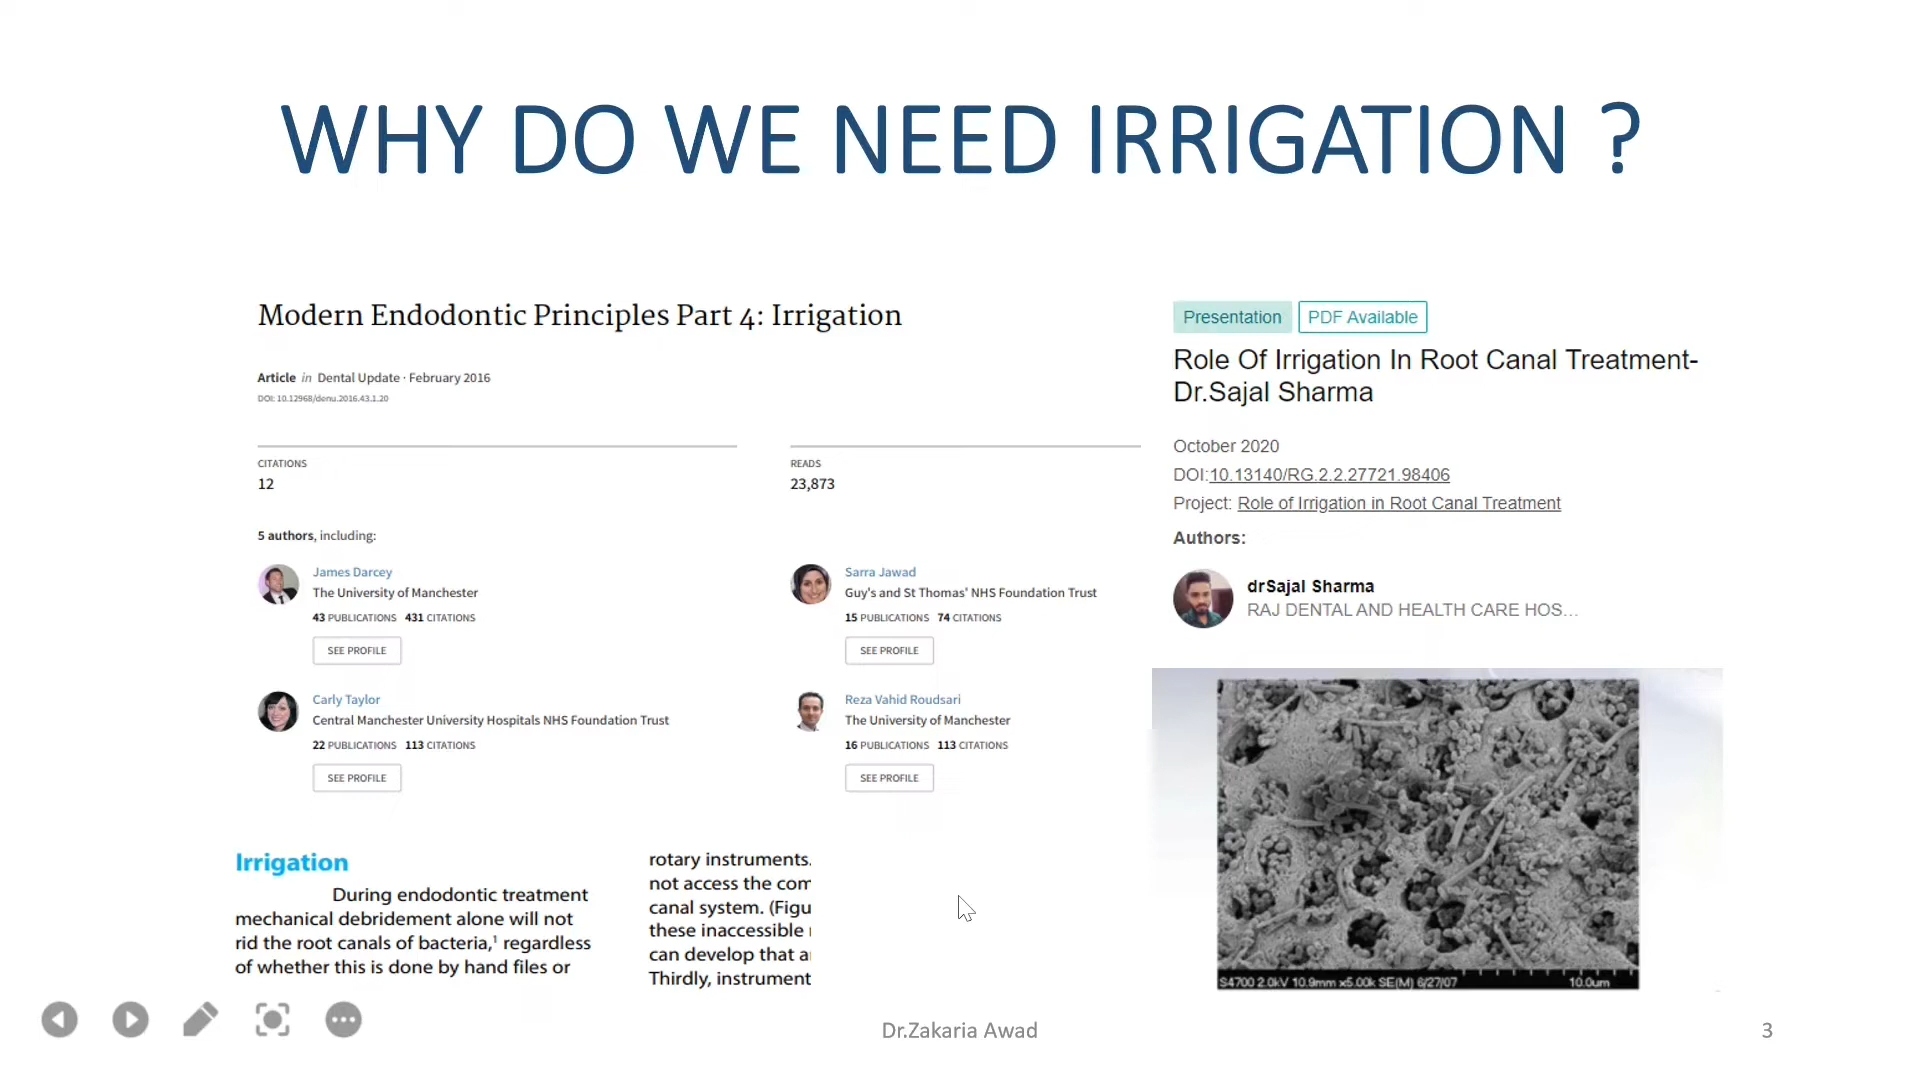 WHY DO WE NEED IRRIGATION ?
Modern Endodontic Principles Part 4: Irrigation
Article in Dental Update · February 2016
DOI: 10.12968/denu.2016.43.1.20
CITATIONS
12
READS
23,873
5 authors, including:
James Darcey
The University of Manchester
43 PUBLICATIONS 431 CITATIONS
SEE PROFILE
Sarra Jawad
Guy's and St Thomas' NHS Foundation Trust
15 PUBLICATIONS 74 CITATIONS
SEE PROFILE
Carly Taylor
Central Manchester University Hospitals NHS Foundation Trust
22 PUBLICATIONS 113 CITATIONS
SEE PROFILE
Reza Vahid Roudsari
The University of Manchester
16 PUBLICATIONS 113 CITATIONS
SEE PROFILE
Irrigation
During endodontic treatment
mechanical debridement alone will not
rid the root canals of bacteria,¹ regardless
of whether this is done by hand files or
rotary instruments.
not access the com
canal system. (Figu
these inaccessible
can develop that a
Thirdly, instrument
Presentation PDF Available
Role Of Irrigation In Root Canal Treatment-
Dr.Sajal Sharma
October 2020
DOI:10.13140/RG.2.2.27721.98406
Project: Role of Irrigation in Root Canal Treatment
Authors:
drSajal Sharma
RAJ DENTAL AND HEALTH CARE HOS...
S4700 2.0kV 10.9mm x5.00k SE(M) 6/27/07 10.0um
Dr.Zakaria Awad
3